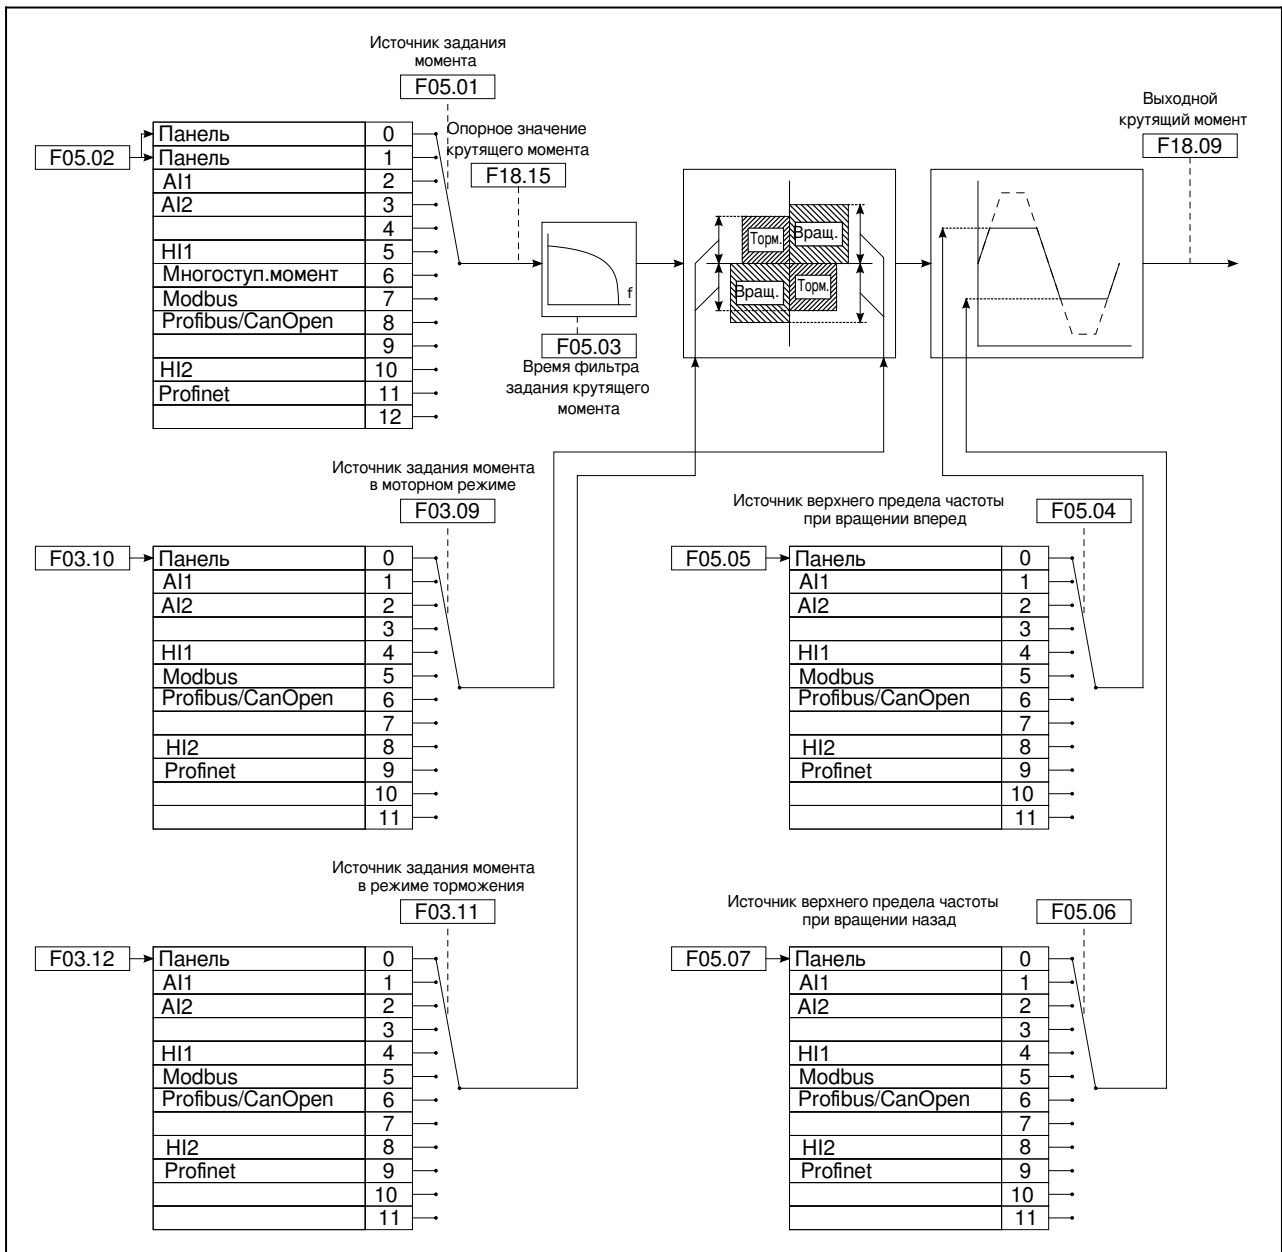 Источник задания
момента
F05.01
Опорное значение
крутящего момента
F18.15
F05.02
Панель 0
Панель 1
AI1 2
AI2 3
4
HI1 5
Многоступ.момент 6
Modbus 7
Profibus/CanOpen 8
9
HI2 10
Profinet 11
12
f
F05.03
Время фильтра
задания крутящего
момента
Торм.
Вращ.
Вращ.
Торм.
Выходной
крутящий момент
F18.09
Источник задания момента
в моторном режиме
F03.09
F03.10
Панель 0
AI1 1
AI2 2
3
HI1 4
Modbus 5
Profibus/CanOpen 6
7
HI2 8
Profinet 9
10
11
Источник верхнего предела частоты
при вращении вперед
F05.04
F05.05
Панель 0
AI1 1
AI2 2
3
HI1 4
Modbus 5
Profibus/CanOpen 6
7
HI2 8
Profinet 9
10
11
Источник задания момента
в режиме торможения
F03.11
F03.12
Панель 0
AI1 1
AI2 2
3
HI1 4
Modbus 5
Profibus/CanOpen 6
7
HI2 8
Profinet 9
10
11
Источник верхнего предела частоты
при вращении назад
F05.06
F05.07
Панель 0
AI1 1
AI2 2
3
HI1 4
Modbus 5
Profibus/CanOpen 6
7
HI2 8
Profinet 9
10
11